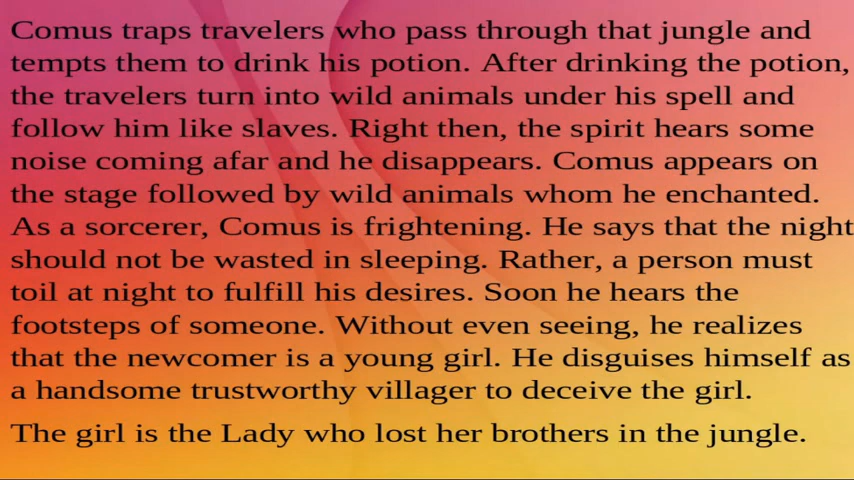 Comus traps travelers who pass through that jungle and
tempts them to drink his potion. After drinking the potion,
the travelers turn into wild animals under his spell and
follow him like slaves. Right then, the spirit hears some
noise coming afar and he disappears. Comus appears on
the stage followed by wild animals whom he enchanted.
As a sorcerer, Comus is frightening. He says that the night
should not be wasted in sleeping. Rather, a person must
toil at night to fulfill his desires. Soon he hears the
footsteps of someone. Without even seeing, he realizes
that the newcomer is a young girl. He disguises himself as
a handsome trustworthy villager to deceive the girl.
The girl is the Lady who lost her brothers in the jungle.